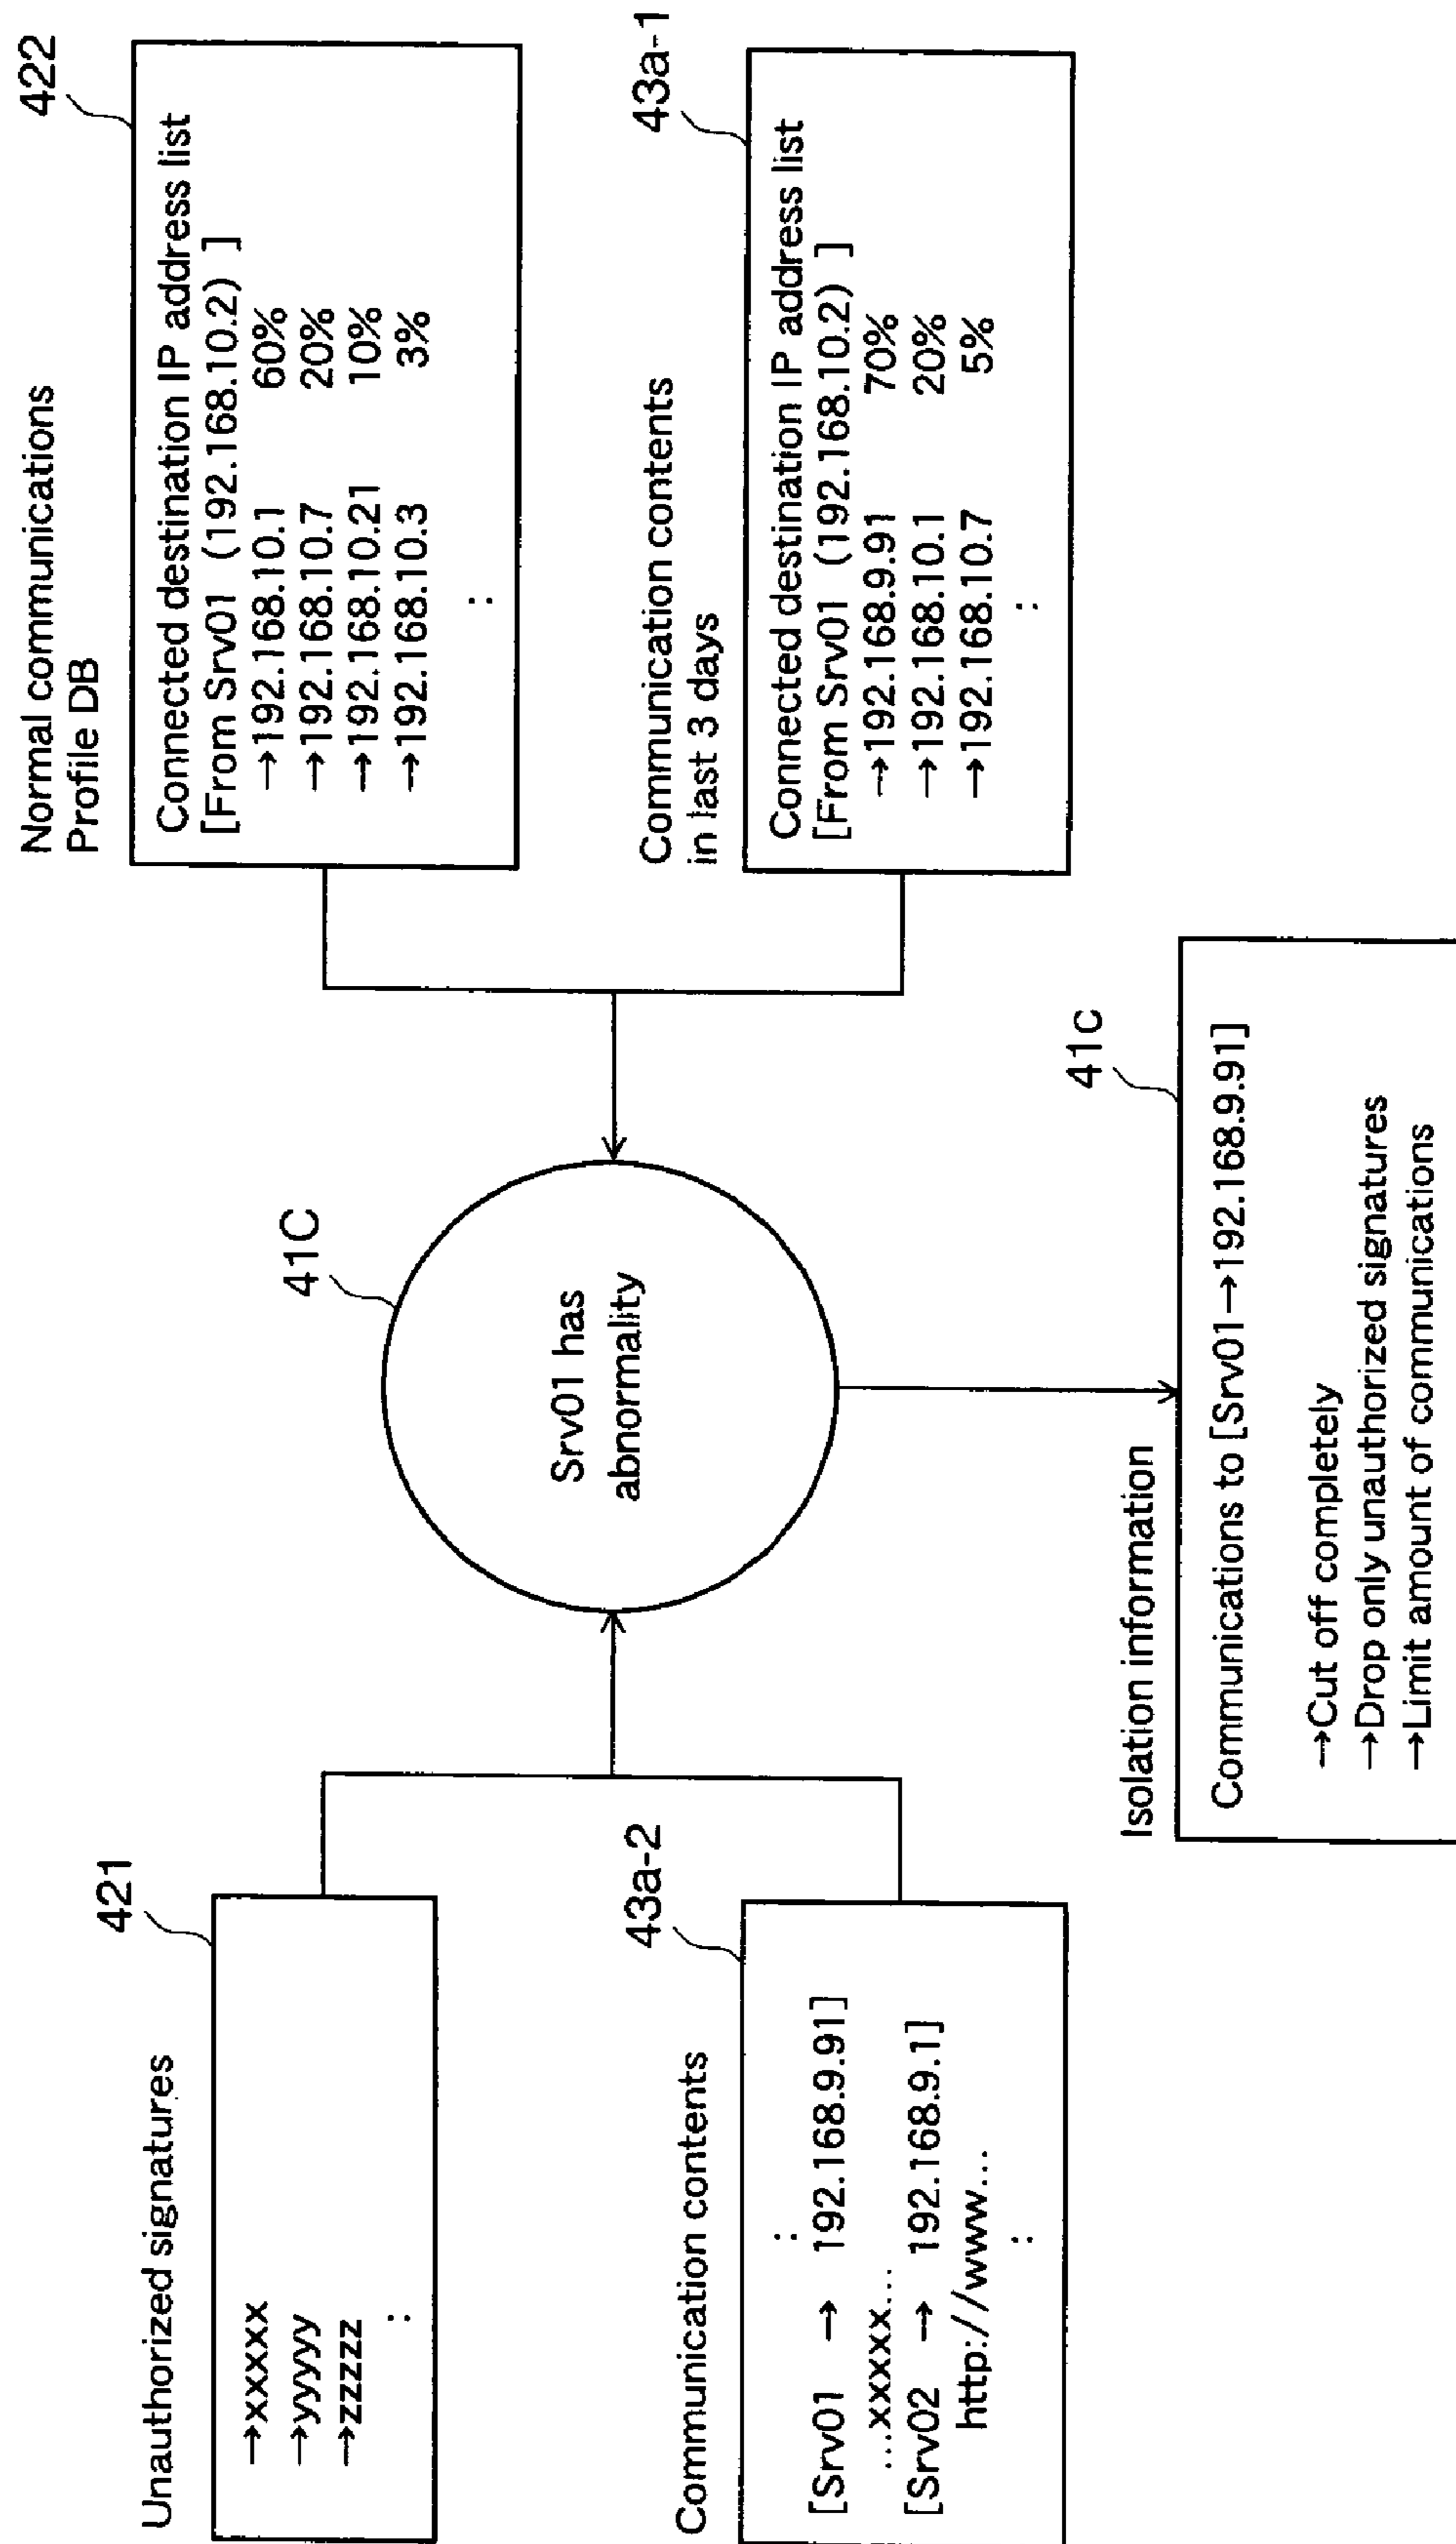 Unauthorized signatures
421
→xxxxx
→yyyyy
→zzzzz
:
Communication contents
43a-2
:
[Srv01 → 192.168.9.91]
...xxxxx...
[Srv02 → 192.168.9.1]
http://www...
:
41C
Srv01 has
abnormality
Normal communications
Profile DB
422
Connected destination IP address list
[From Srv01 (192.168.10.2) ]
→192.168.10.1 60%
→192.168.10.7 20%
→192.168.10.21 10%
→192.168.10.3 3%
:
Communication contents
in last 3 days
43a-1
Connected destination IP address list
[From Srv01 (192.168.10.2) ]
→192.168.9.91 70%
→192.168.10.1 20%
→192.168.10.7 5%
:
Isolation information
41c
Communications to [Srv01→192.168.9.91]
→Cut off completely
→Drop only unauthorized signatures
→Limit amount of communications